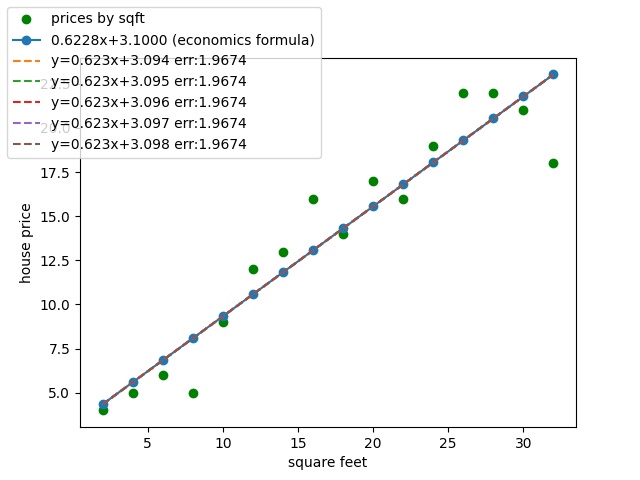 prices by sqft
0.6228x+3.1000 (economics formula)
y=0.623x+3.094 err:1.9674
y=0.623x+3.095 err:1.9674
y=0.623x+3.096 err:1.9674
y=0.623x+3.097 err:1.9674
y=0.623x+3.098 err:1.9674
22.5
20.0
17.5
15.0
12.5
10.0
7.5
5.0
house price
5 10 15 20 25 30
square feet